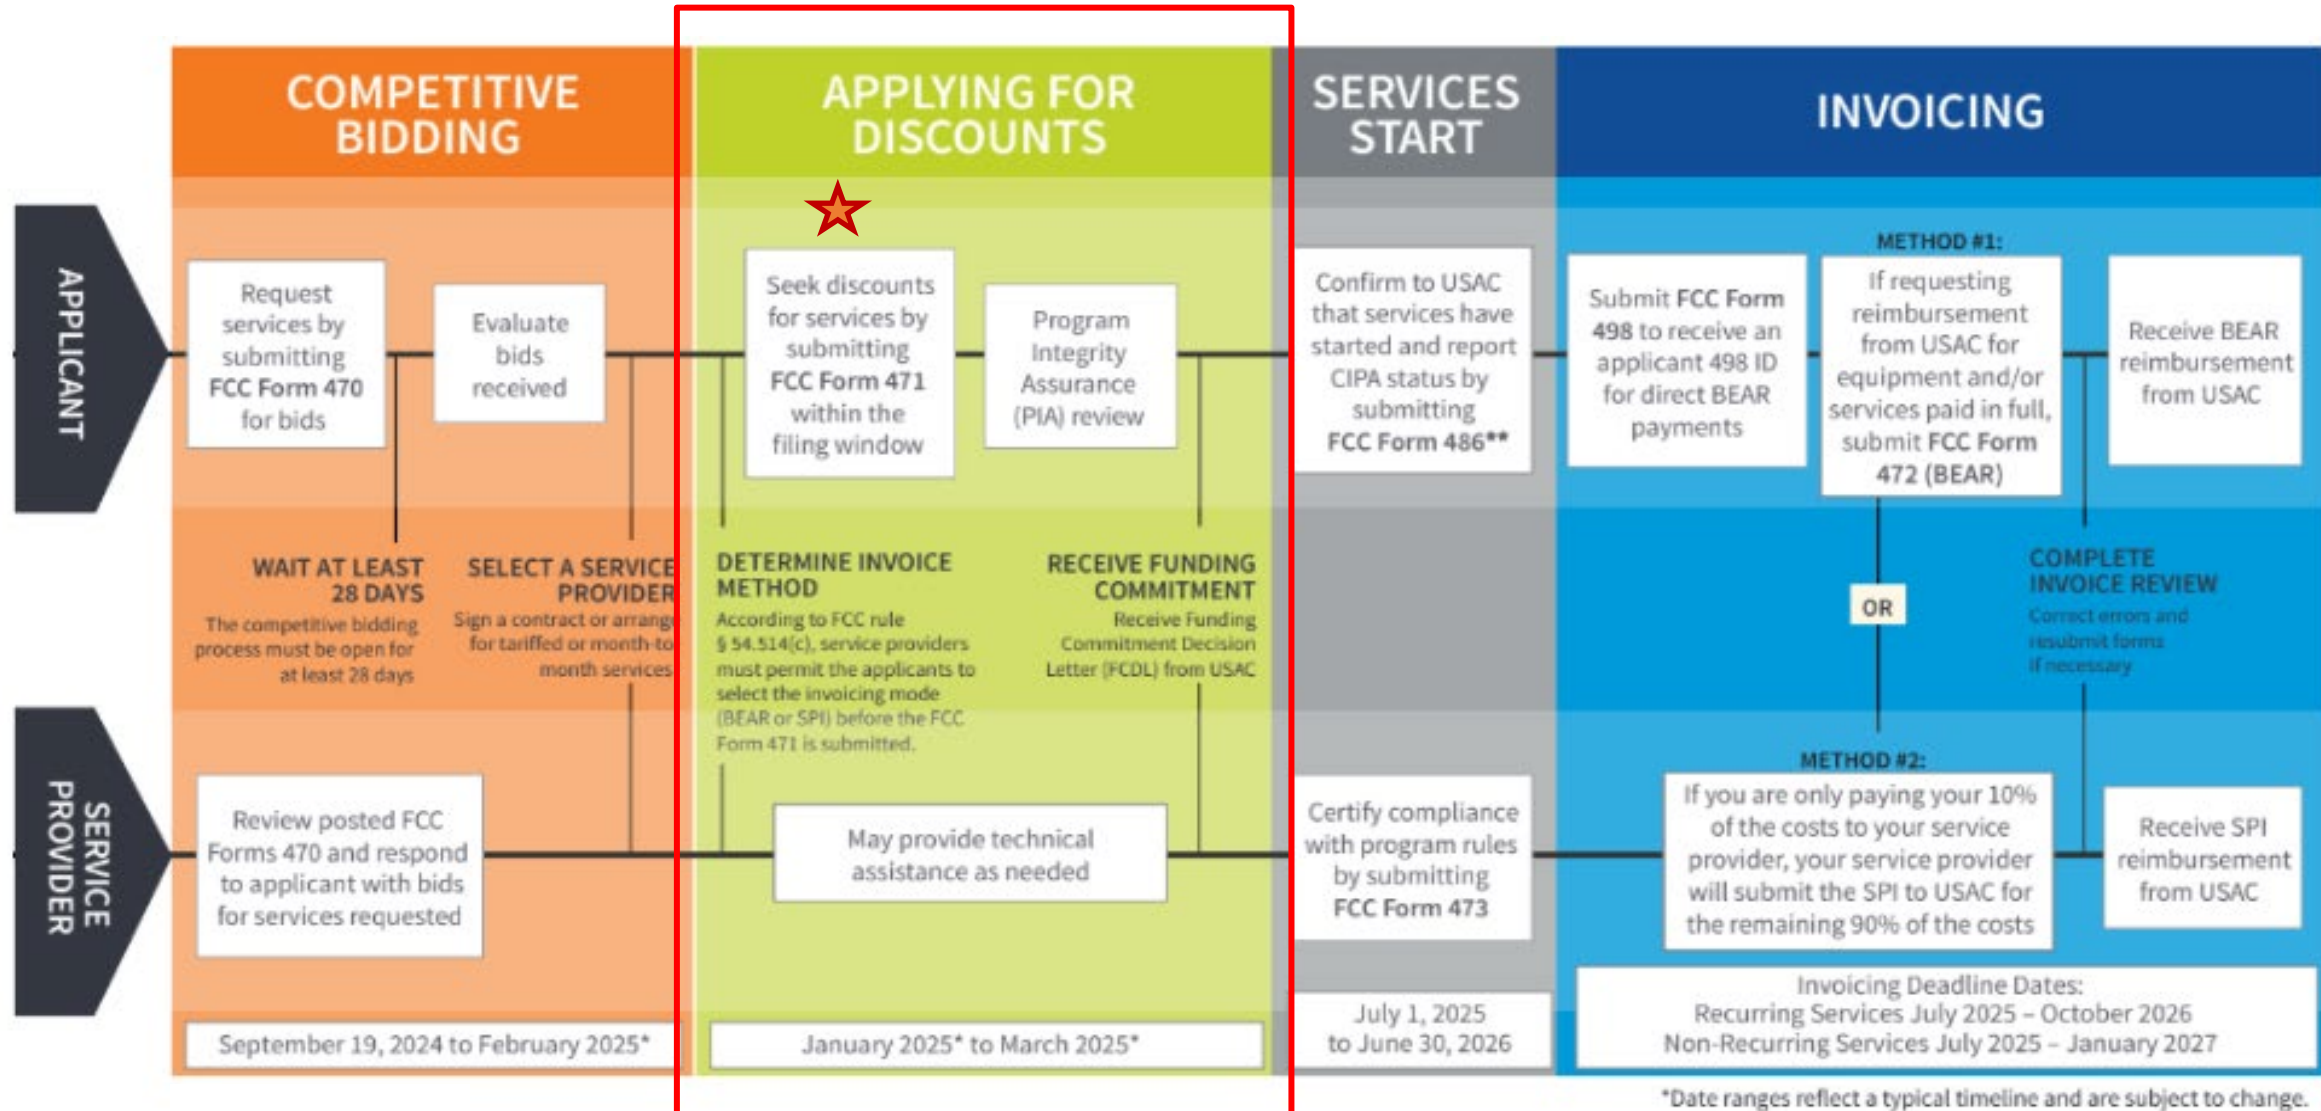 COMPETITIVE
BIDDING
APPLYING FOR
DISCOUNTS
SERVICES
START
INVOICING
APPLICANT
Request
services by
submitting
FCC Form 470
for bids
Evaluate
bids
received
Seek discounts
for services by
submitting
FCC Form 471
within the
filing window
Program
Integrity
Assurance
(PIA) review
Confirm to USAC
that services have
started and report
CIPA status by
submitting
FCC Form 486**
Submit FCC Form
498 to receive an
applicant 498 ID
for direct BEAR
payments
METHOD #1:
If requesting
reimbursement
from USAC for
equipment and/or
services paid in full,
submit FCC Form
472 (BEAR)
Receive BEAR
reimbursement
from USAC
WAIT AT LEAST
28 DAYS
The competitive bidding
process must be open for
at least 28 days
SELECT A SERVICE
PROVIDER
Sign a contract or arrange
for tariffed or month-to
month services
DETERMINE INVOICE
METHOD
According to FCC rule
§ 54.514(c), service providers
must permit the applicants to
select the invoicing mode
(BEAR or SPI) before the FCC
Form 471 is submitted.
RECEIVE FUNDING
COMMITMENT
Receive Funding
Commitment Decision
Letter (FCDL) from USAC
OR
COMPLETE
INVOICE REVIEW
Correct errors and
resubmit forms
if necessary
SERVICE
PROVIDER
Review posted FCC
Forms 470 and respond
to applicant with bids
for services requested
May provide technical
assistance as needed
Certify compliance
with program rules
by submitting
FCC Form 473
METHOD #2:
If you are only paying your 10%
of the costs to your service
provider, your service provider
will submit the SPI to USAC for
the remaining 90% of the costs
Receive SPI
reimbursement
from USAC
September 19, 2024 to February 2025*
January 2025* to March 2025*
July 1, 2025
to June 30, 2026
Invoicing Deadline Dates:
Recurring Services July 2025 – October 2026
Non-Recurring Services July 2025 – January 2027
*Date ranges reflect a typical timeline and are subject to change.